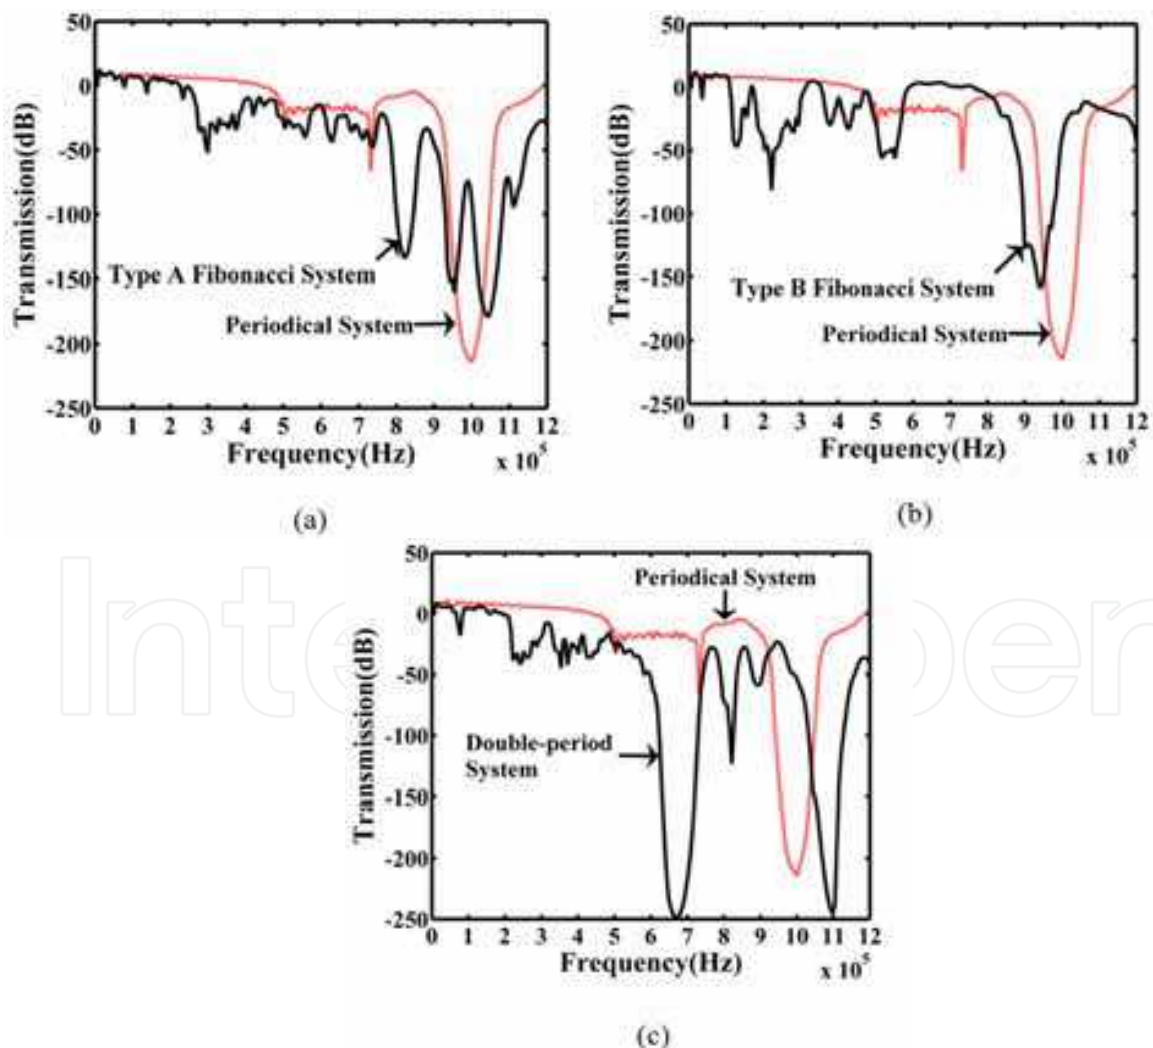 50
0
-50
-100
-150
-200
-250
Transmission(dB)
Type A Fibonacci System
Periodical System
0 1 2 3 4 5 6 7 8 9 10 11 12
Frequency(Hz)
x 10⁵
(a)
50
0
-50
-100
-150
-200
-250
Transmission(dB)
Type B Fibonacci System
Periodical System
0 1 2 3 4 5 6 7 8 9 10 11 12
Frequency(Hz)
x 10⁵
(b)
50
0
-50
-100
-150
-200
-250
Transmission(dB)
Periodical System
Double-period
System
0 1 2 3 4 5 6 7 8 9 10 11 12
Frequency(Hz)
x 10⁵
(c)